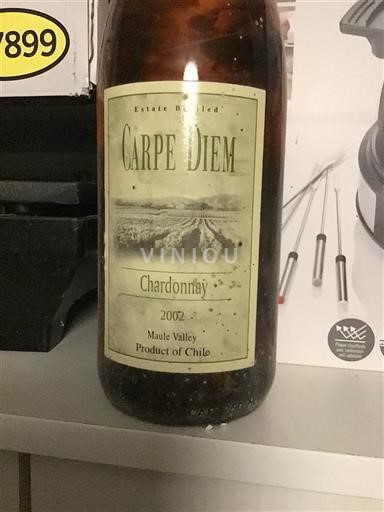 7899
Estate Bottled
CARPE DIEM
VINIOU
Chardonnay
2002
Maule Valley
Product of Chile